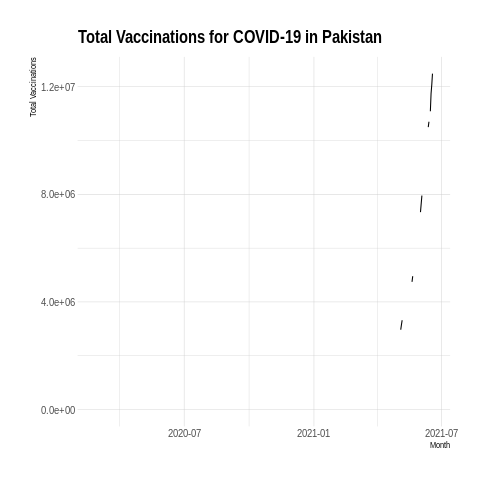 Total Vaccinations for COVID-19 in Pakistan
Total Vaccinations
1.2e+07
8.0e+06
4.0e+06
0.0e+00
2020-07
2021-01
2021-07
Month